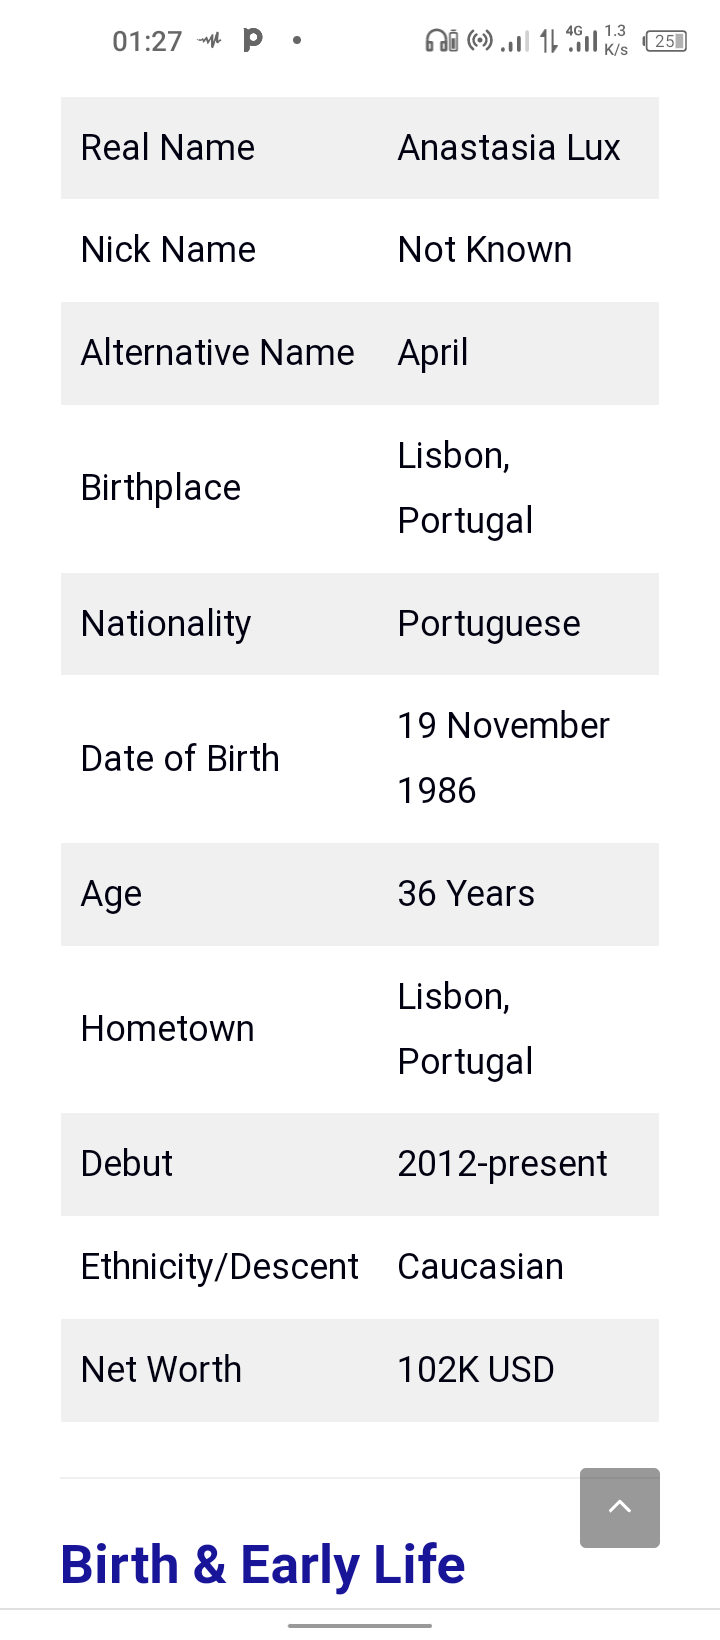 01:27
4G 1.3 K/s 25
Real Name Anastasia Lux
Nick Name Not Known
Alternative Name April
Birthplace Lisbon,
Portugal
Nationality Portuguese
Date of Birth 19 November
1986
Age 36 Years
Hometown Lisbon,
Portugal
Debut 2012-present
Ethnicity/Descent Caucasian
Net Worth 102K USD
Birth & Early Life